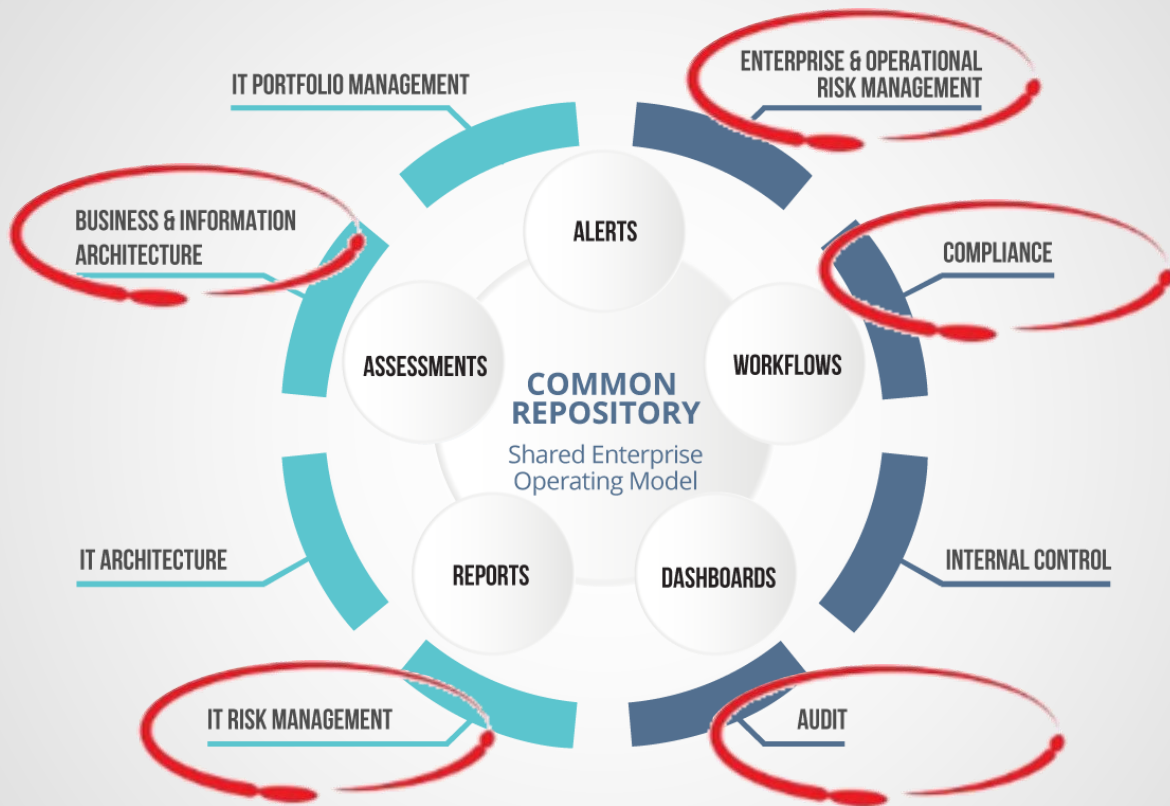 IT PORTFOLIO MANAGEMENT
ENTERPRISE & OPERATIONAL
RISK MANAGEMENT
BUSINESS & INFORMATION
ARCHITECTURE
COMPLIANCE
ALERTS
ASSESSMENTS
WORKFLOWS
COMMON
REPOSITORY
Shared Enterprise
Operating Model
IT ARCHITECTURE
INTERNAL CONTROL
REPORTS
DASHBOARDS
IT RISK MANAGEMENT
AUDIT